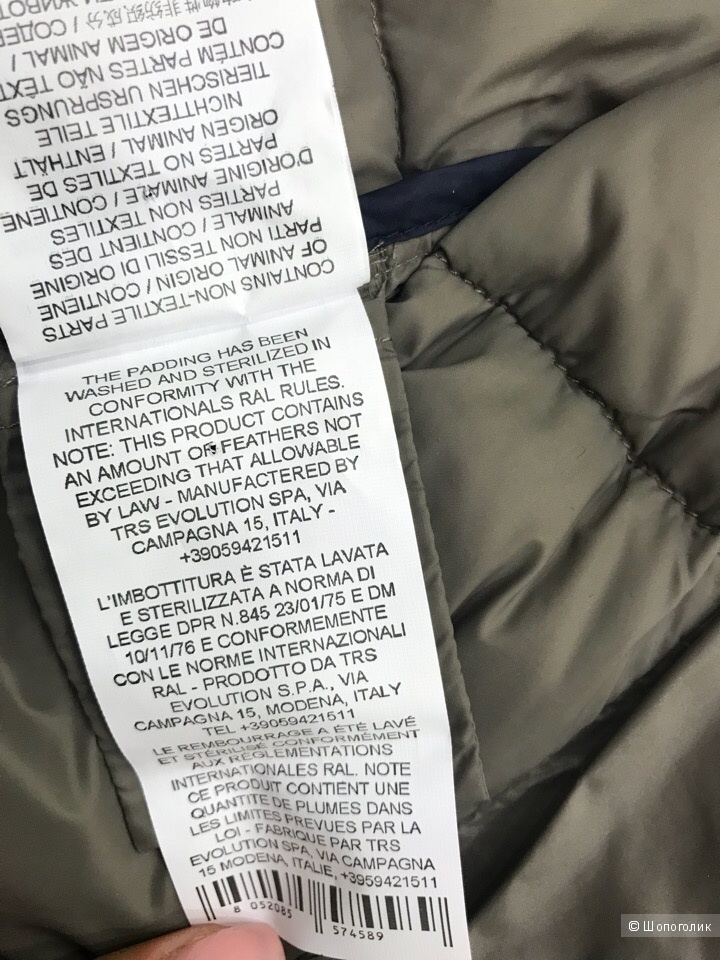 CONTAINS NON-TEXTILE PARTS
OF ANIMAL ORIGIN / CONTIENE
PARTI NON TESSILI DI ORIGINE
ANIMALE / CONTIENT DES
PARTIES NON TEXTILES
D'ORIGINE ANIMALE / CONTIENE
PARTES NO TEXTILES DE
ORIGEN ANIMAL / ENTHÄLT
NICHTTEXTILE TEILE
TIERISCHEN URSPRUNGS
CONTÉM PARTES NÃO TÊXT
DE ORIGEM ANIMAL /
THE PADDING HAS BEEN
WASHED AND STERILIZED IN
CONFORMITY WITH THE
INTERNATIONALS RAL RULES.
NOTE: THIS PRODUCT CONTAINS
AN AMOUNT OF FEATHERS NOT
EXCEEDING THAT ALLOWABLE
BY LAW - MANUFACTERED BY
TRS EVOLUTION SPA, VIA
CAMPAGNA 15, ITALY -
+39059421511
L'IMBOTTITURA È STATA LAVATA
E STERILIZZATA A NORMA DI
LEGGE DPR N.845 23/01/75 E DM
10/11/76 E CONFORMEMENTE
CON LE NORME INTERNAZIONALI
RAL - PRODOTTO DA TRS
EVOLUTION S.P.A., VIA
CAMPAGNA 15, MODENA, ITALY
TEL +39059421511
LE REMBOURRAGE A ÉTÉ LAVÉ
ET STÉRILISÉ CONFORMÉMENT
AUX RÉGLEMENTATIONS
INTERNATIONALES RAL. NOTE
CE PRODUIT CONTIENT UNE
QUANTITÉ DE PLUMES DANS
LES LIMITES PREVUES PAR LA
LOI - FABRIQUE PAR TRS
EVOLUTION SPA, VIA CAMPAGNA
15 MODENA, ITALIE, +3959421511
8 052085 574589
© Шопоголик